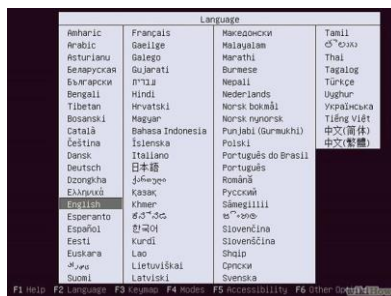 Language
Amharic
Arabic
Asturianu
Беларуская
Български
Bengali
Tibetan
Bosanski
Català
Čeština
Dansk
Deutsch
Dzongkha
Ελληνικά
English
Esperanto
Español
Eesti
Euskara
Suomi
Français
Gaeilge
Galego
Gujarati
עברית
Hindi
Hrvatski
Magyar
Bahasa Indonesia
Íslenska
Italiano
日本語
ქართული
Қазақ
Khmer
ಕನ್ನಡ
한국어
Kurdî
Lao
Lietuviškai
Latviski
Македонски
Malayalam
Marathi
Burmese
Nepali
Nederlands
Norsk bokmål
Norsk nynorsk
Punjabi (Gurmukhi)
Polski
Português do Brasil
Português
Română
Русский
Sámegillii
Slovenčina
Slovenščina
Shqip
Српски
Svenska
Tamil
తెలుగు
Thai
Tagalog
Türkçe
Uyghur
Українська
Tiếng Việt
中文(简体)
中文(繁體)
F1 Help F2 Language F3 Keymap F4 Modes F5 Accessibility F6 Other